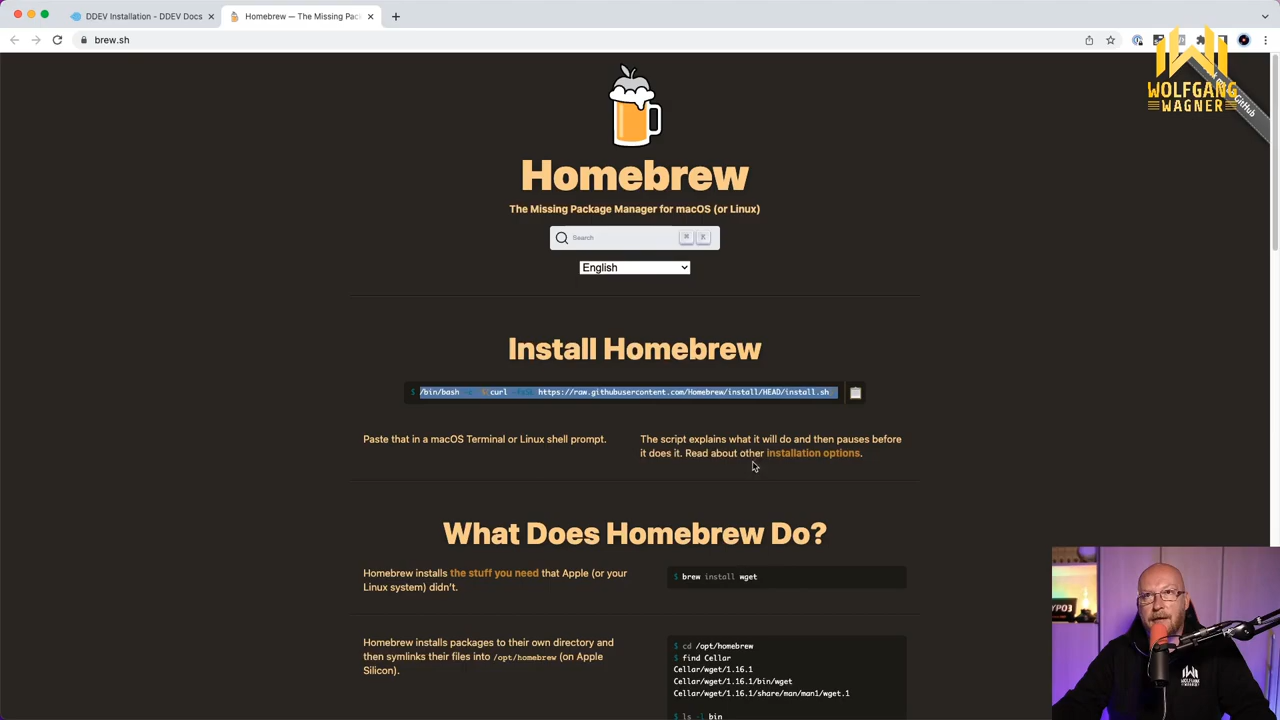 DDEV Installation - DDEV Docs
Homebrew — The Missing Pac
brew.sh
WOLFGANG
WAGNER
GitHub
Homebrew
The Missing Package Manager for macOS (or Linux)
Search
⌘ K
English
Install Homebrew
$ /bin/bash curl https://raw.githubusercontent.com/Homebrew/install/HEAD/install.sh
Paste that in a macOS Terminal or Linux shell prompt.
The script explains what it will do and then pauses before
it does it. Read about other installation options.
What Does Homebrew Do?
Homebrew installs the stuff you need that Apple (or your
Linux system) didn't.
$ brew install wget
Homebrew installs packages to their own directory and
then symlinks their files into /opt/homebrew (on Apple
Silicon).
$ cd /opt/homebrew
$ find Cellar
Cellar/wget/1.16.1
Cellar/wget/1.16.1/bin/wget
Cellar/wget/1.16.1/share/man/man1/wget.1
$ ls -l bin
TYPO3
WOLFGANG
WAGNER